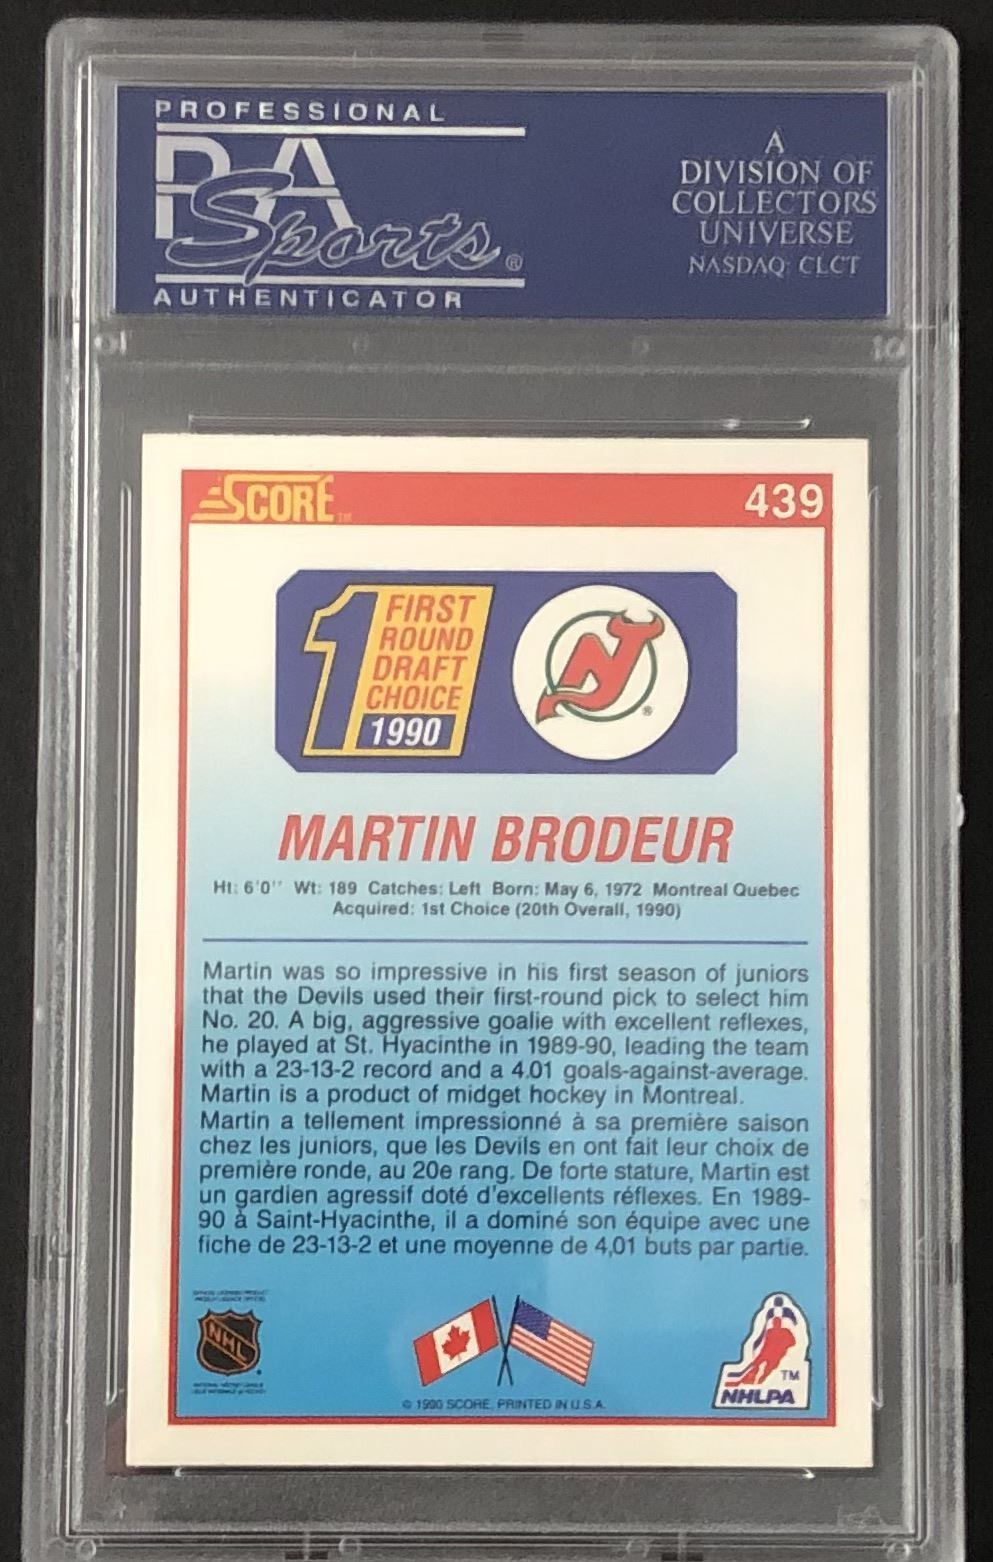 PROFESSIONAL
PSA
Sports®
AUTHENTICATOR
A
DIVISION OF
COLLECTORS
UNIVERSE
NASDAQ: CLCT
SCORE™
439
1
FIRST
ROUND
DRAFT
CHOICE
1990
NJ
®
MARTIN BRODEUR
Ht: 6'0'' Wt: 189 Catches: Left Born: May 6, 1972 Montreal Quebec
Acquired: 1st Choice (20th Overall, 1990)
Martin was so impressive in his first season of juniors
that the Devils used their first-round pick to select him
No. 20. A big, aggressive goalie with excellent reflexes,
he played at St. Hyacinthe in 1989-90, leading the team
with a 23-13-2 record and a 4.01 goals-against-average.
Martin is a product of midget hockey in Montreal.
Martin a tellement impressionné à sa première saison
chez les juniors, que les Devils en ont fait leur choix de
première ronde, au 20e rang. De forte stature, Martin est
un gardien agressif doté d'excellents réflexes. En 1989-
90 à Saint-Hyacinthe, il a dominé son équipe avec une
fiche de 23-13-2 et une moyenne de 4,01 buts par partie.
NHL
© 1990 SCORE, PRINTED IN U.S.A.
TM
NHLPA